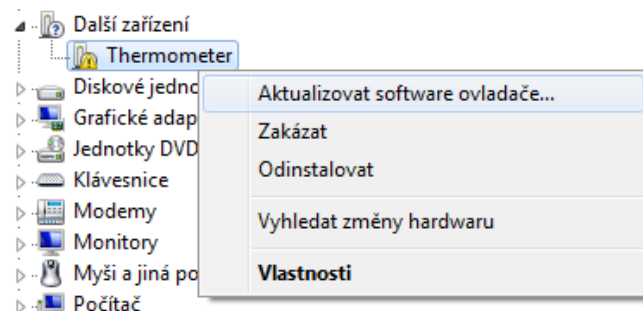 Další zařízení
Thermometer
Diskové jedno
Grafické adap
Jednotky DVD
Klávesnice
Modemy
Monitory
Myši a jiná po
Počítač
Aktualizovat software ovladače...
Zakázat
Odinstalovat
Vyhledat změny hardwaru
Vlastnosti